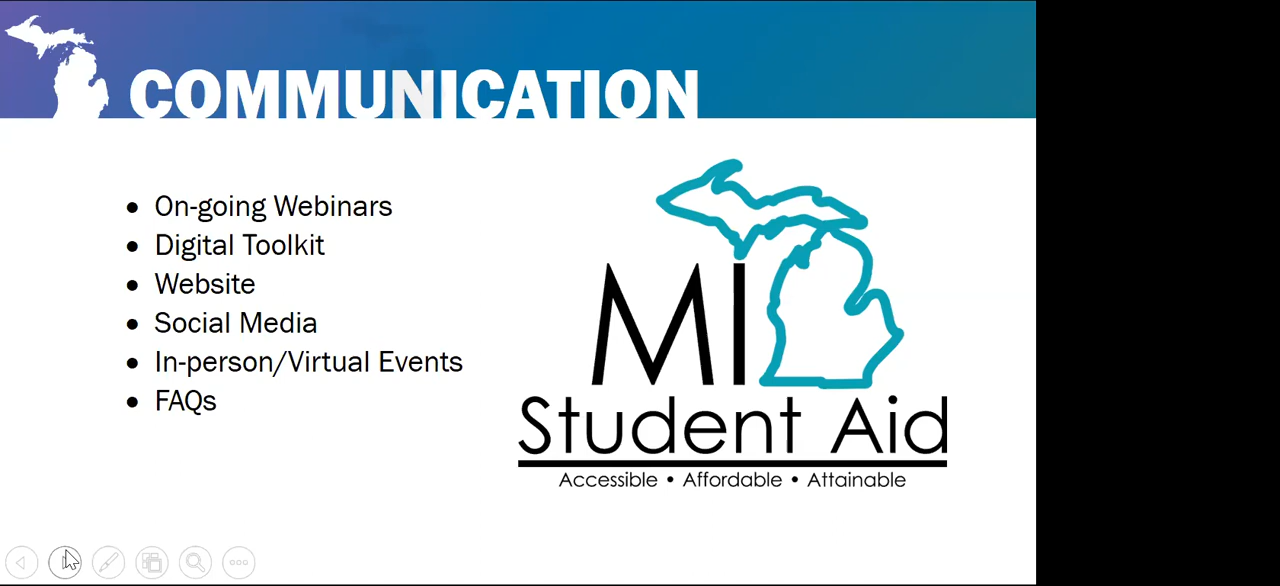 COMMUNICATION
• On-going Webinars
• Digital Toolkit
• Website
• Social Media
• In-person/Virtual Events
• FAQs
MI
Student Aid
Accessible • Affordable • Attainable